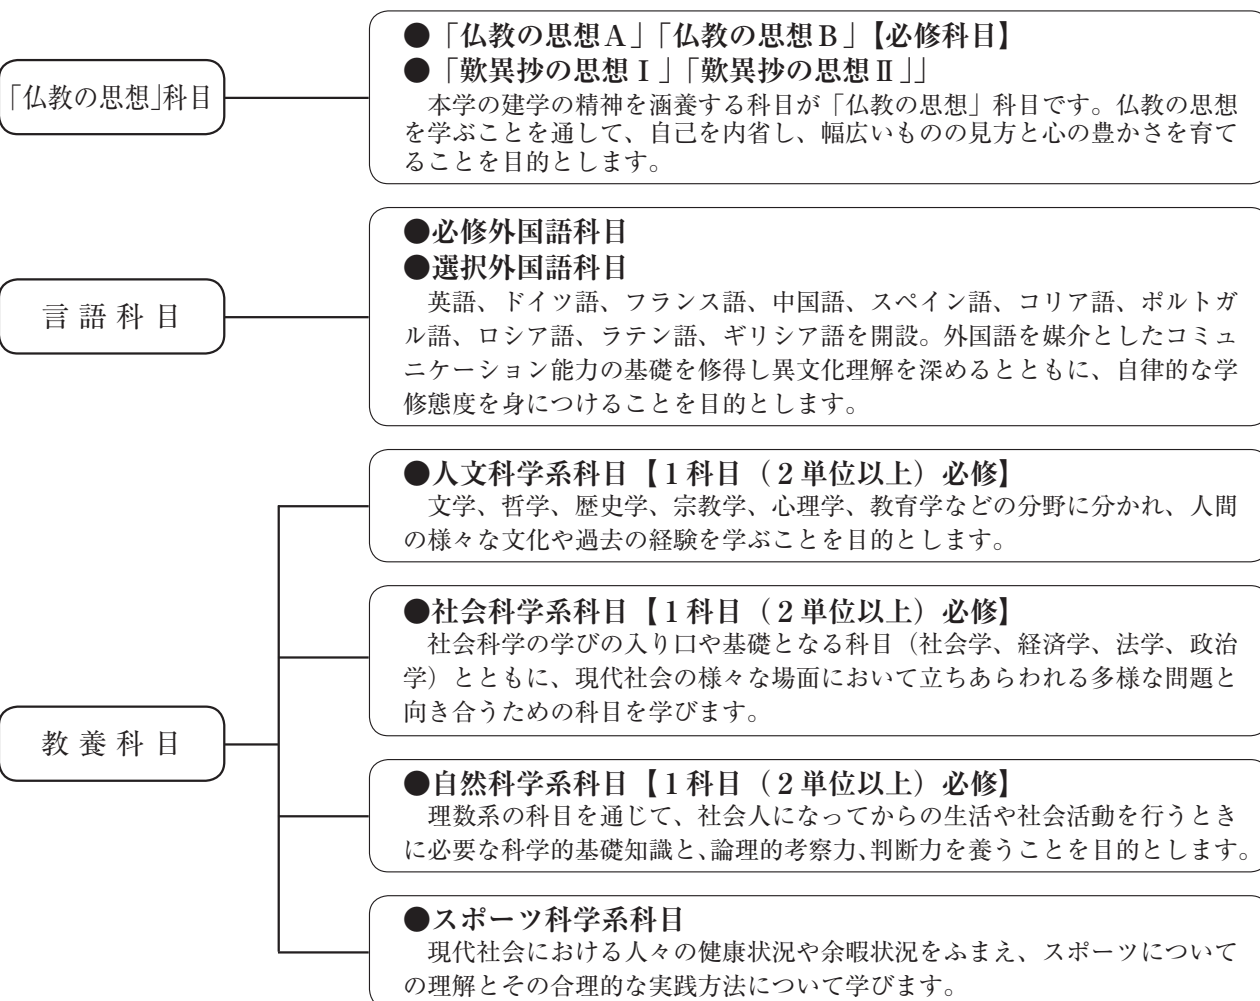 「仏教の思想」科目
●「仏教の思想A」「仏教の思想B」【必修科目】
●「歎異抄の思想Ⅰ」「歎異抄の思想Ⅱ」」
本学の建学の精神を涵養する科目が「仏教の思想」科目です。仏教の思想
を学ぶことを通して、自己を内省し、幅広いものの見方と心の豊かさを育て
ることを目的とします。
言語科目
●必修外国語科目
●選択外国語科目
英語、ドイツ語、フランス語、中国語、スペイン語、コリア語、ポルトガ
ル語、ロシア語、ラテン語、ギリシア語を開設。外国語を媒介としたコミュ
ニケーション能力の基礎を修得し異文化理解を深めるとともに、自律的な学
修態度を身につけることを目的とします。
教養科目
●人文科学系科目【1科目（2単位以上）必修】
文学、哲学、歴史学、宗教学、心理学、教育学などの分野に分かれ、人間
の様々な文化や過去の経験を学ぶことを目的とします。
●社会科学系科目【1科目（2単位以上）必修】
社会科学の学びの入り口や基礎となる科目（社会学、経済学、法学、政治
学）とともに、現代社会の様々な場面において立ちあらわれる多様な問題と
向き合うための科目を学びます。
●自然科学系科目【1科目（2単位以上）必修】
理数系の科目を通じて、社会人になってからの生活や社会活動を行うとき
に必要な科学的基礎知識と、論理的考察力、判断力を養うことを目的とします。
●スポーツ科学系科目
現代社会における人々の健康状況や余暇状況をふまえ、スポーツについて
の理解とその合理的な実践方法について学びます。